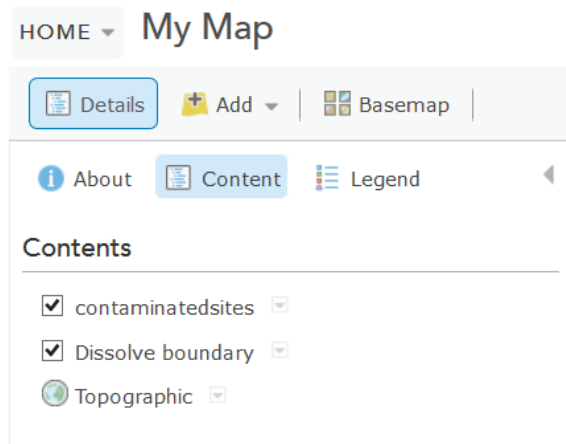 HOME My Map
Details Add Basemap
About Content Legend
Contents
contaminatedsites
Dissolve boundary
Topographic